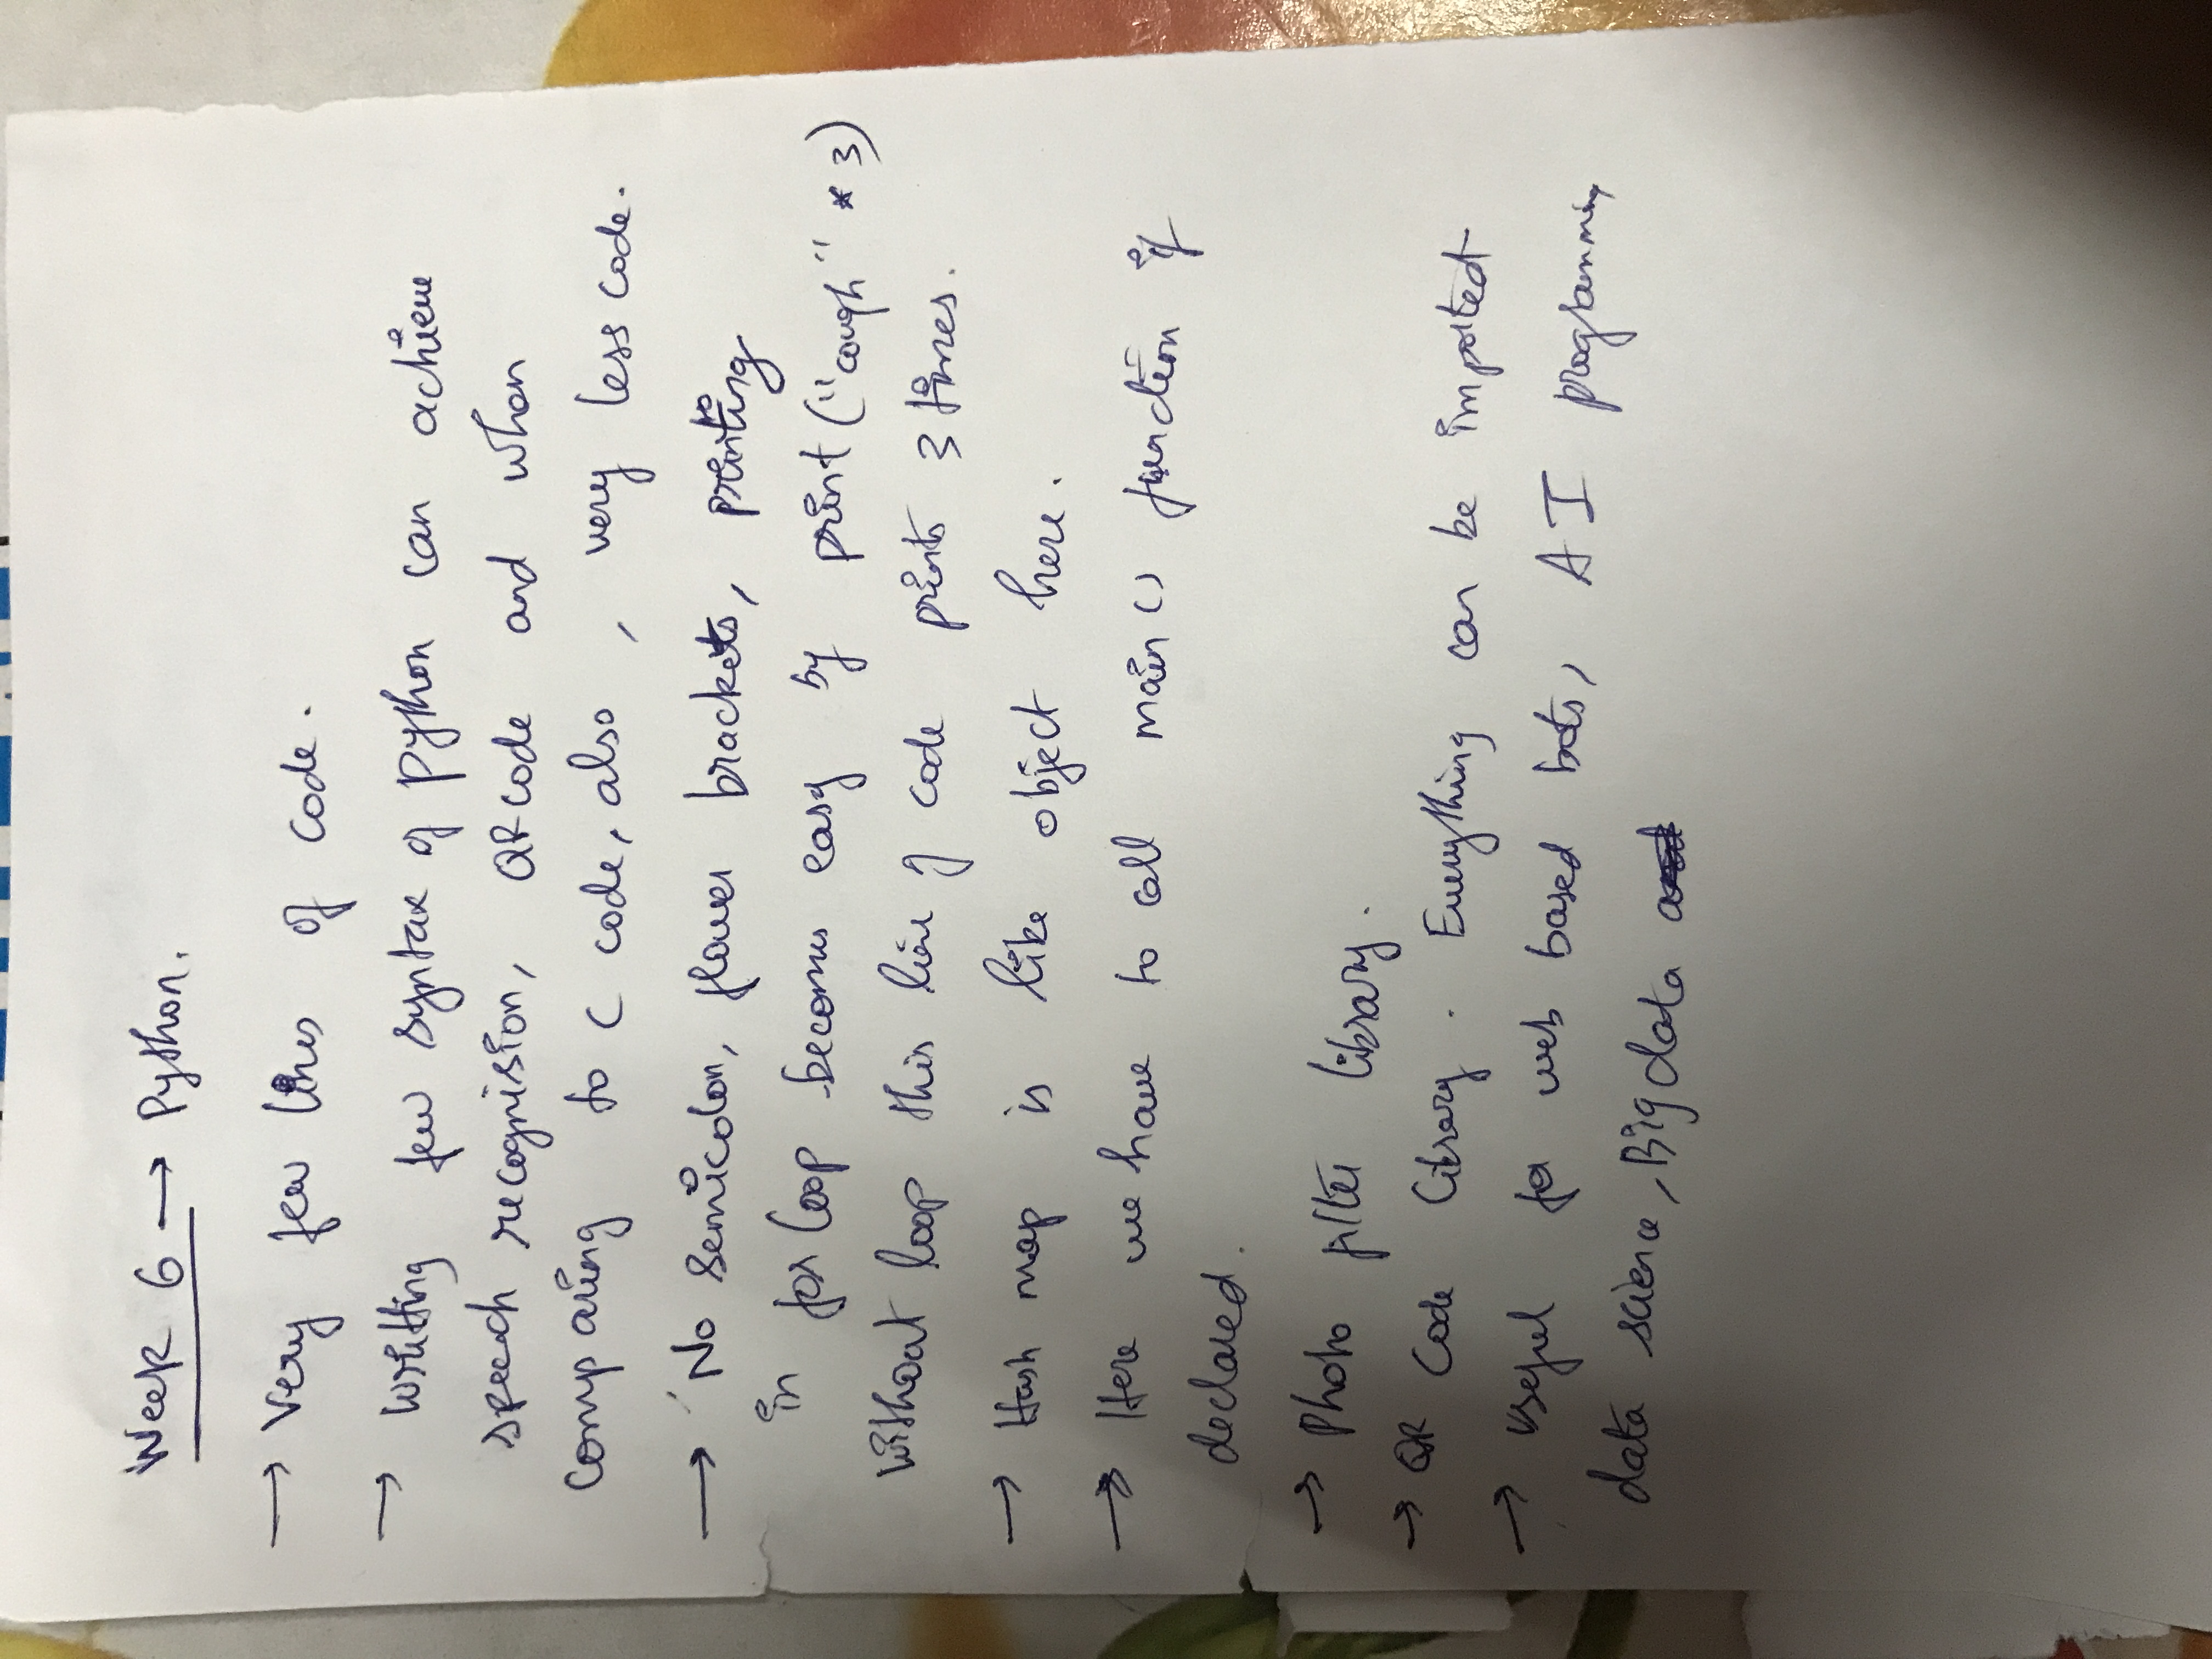 Week 6 → Python.
→ Very few lines of code.
→ Writting few syntax of python can achieve
speech recognision, QR code and when
comparing to C code, also, very less code.
→ No semicolon, flower brackets, printing
in for loop becomes easy by print ("cough" * 3)
without loop this line of code prints 3 times.
→ Hash map is like object here.
→ Here we have to call main() function if
declared.
→ Photo filter library.
→ QR Code library. Everything can be imported
→ useful for web based bots, AI programming
data science, Big data